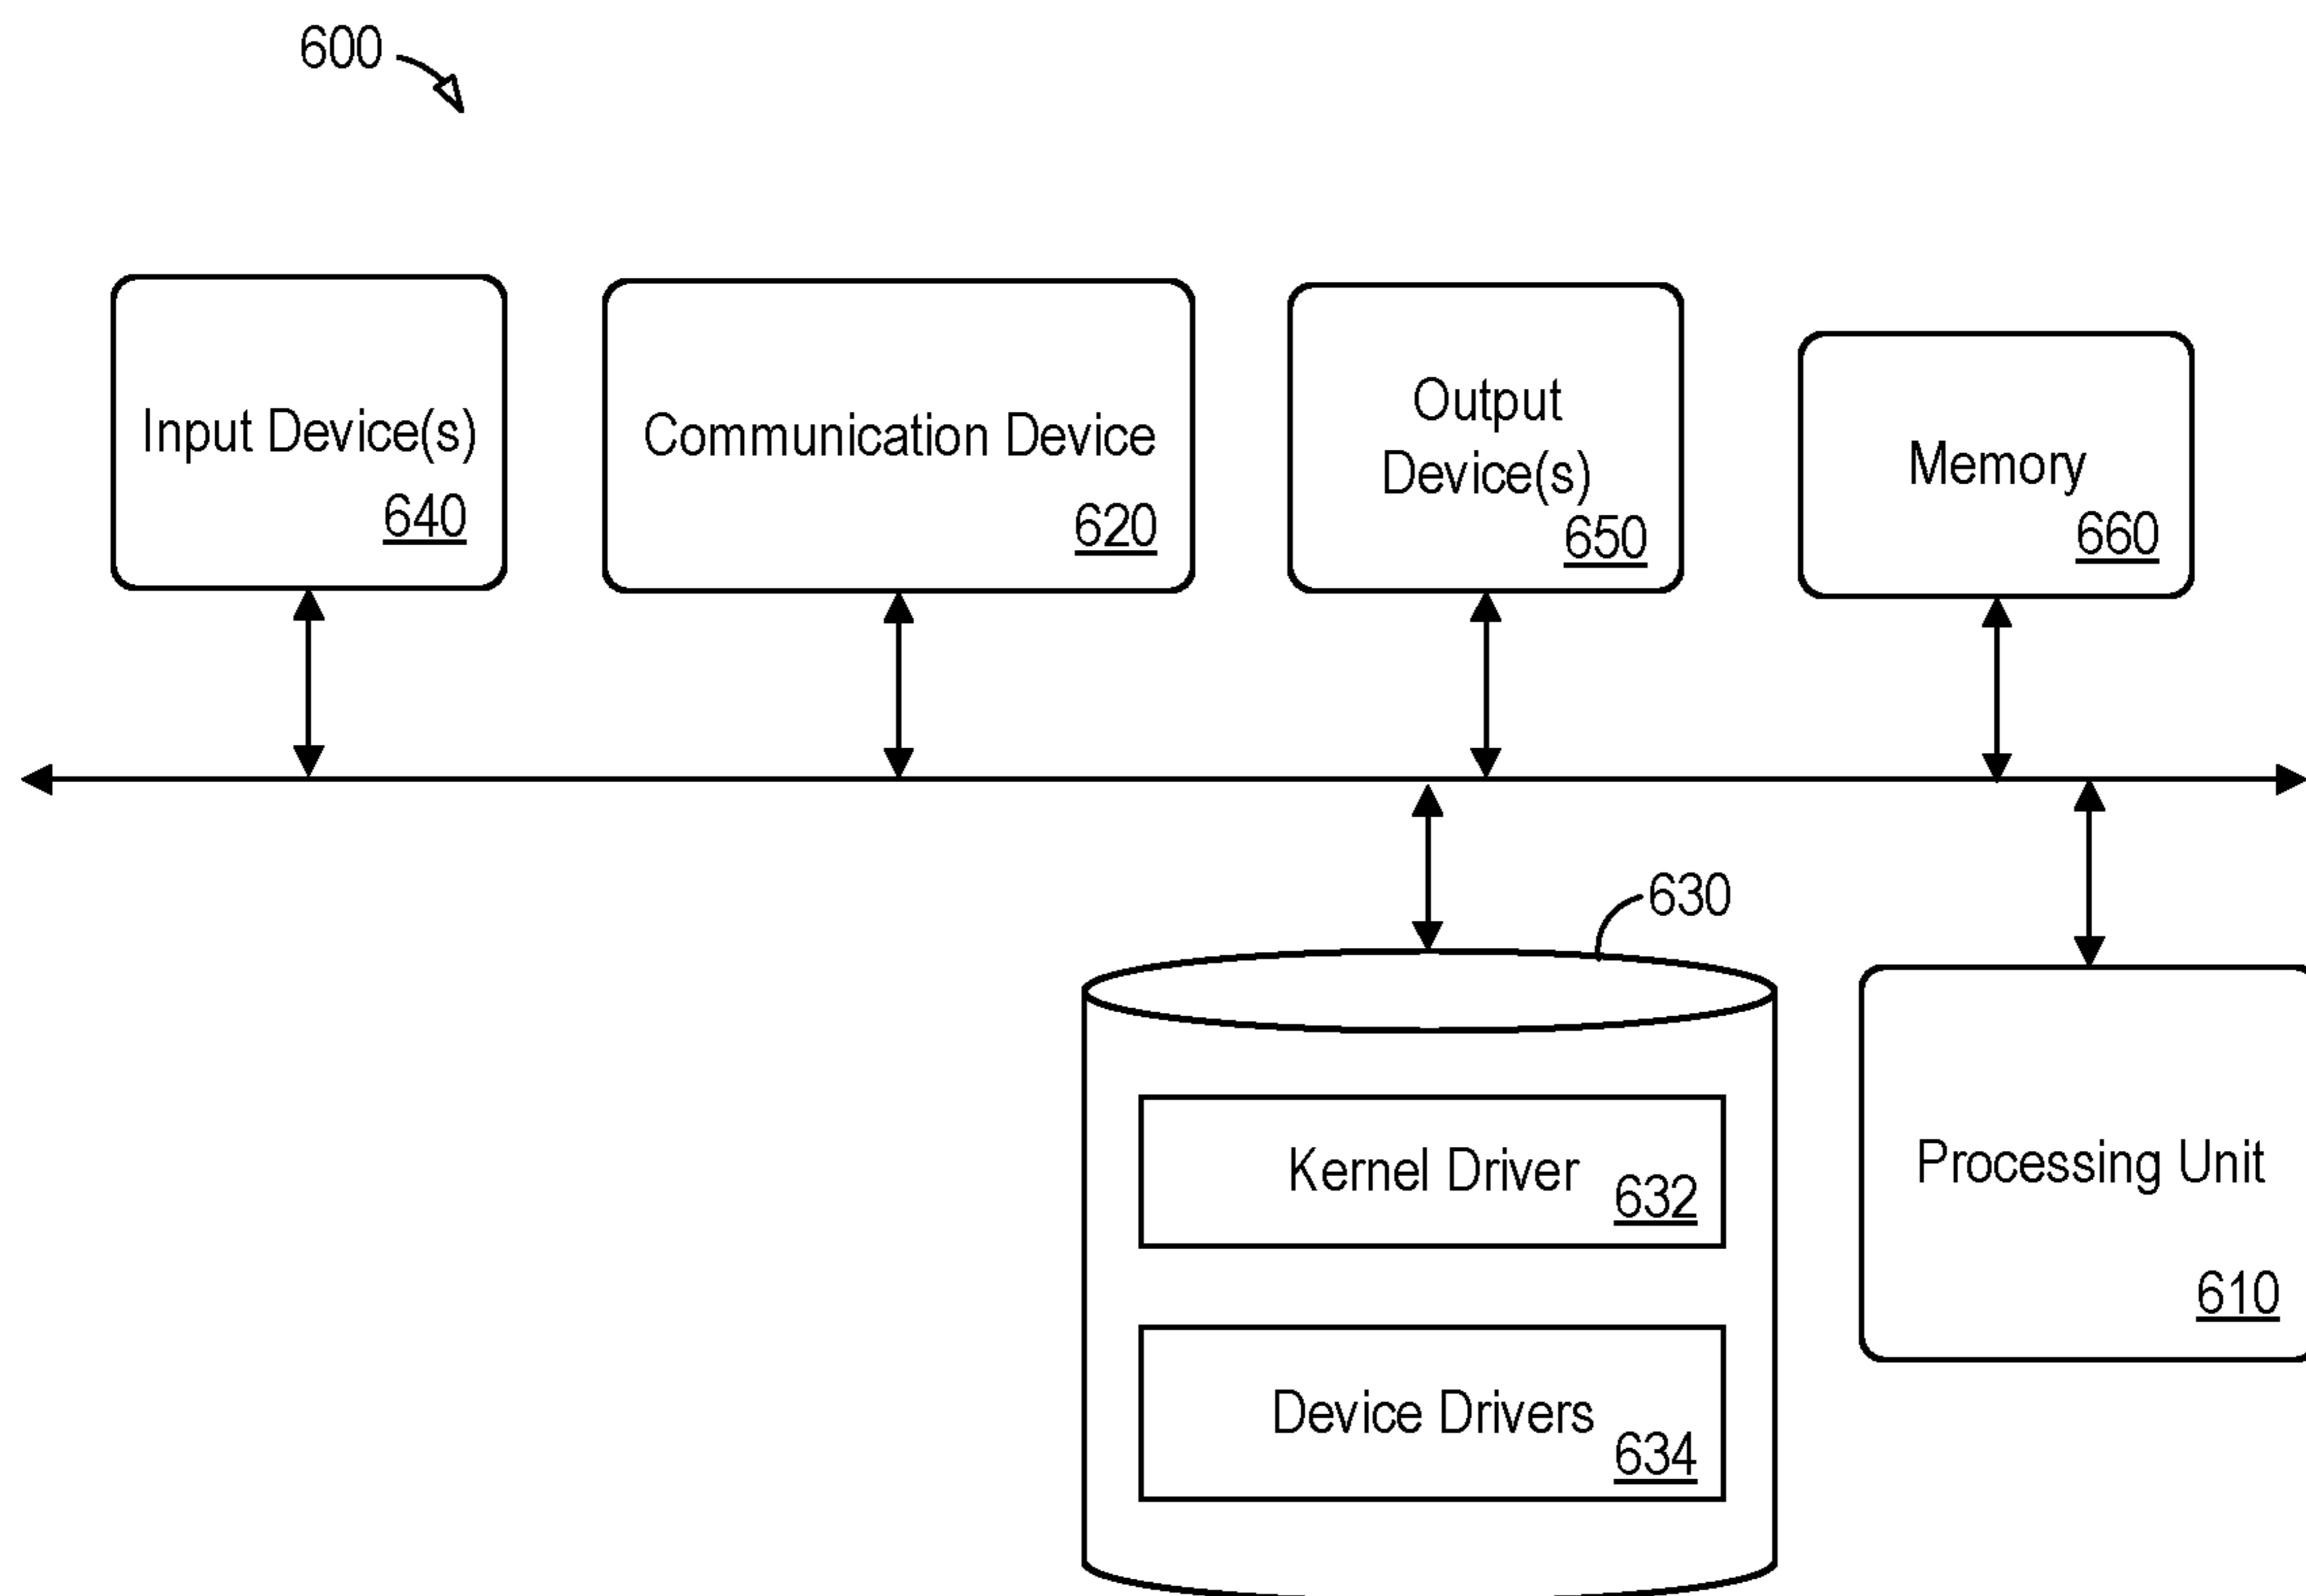 600
Input Device(s)
640
Communication Device
620
Output
Device(s)
650
Memory
660
630
Kernel Driver
632
Device Drivers
634
Processing Unit
610